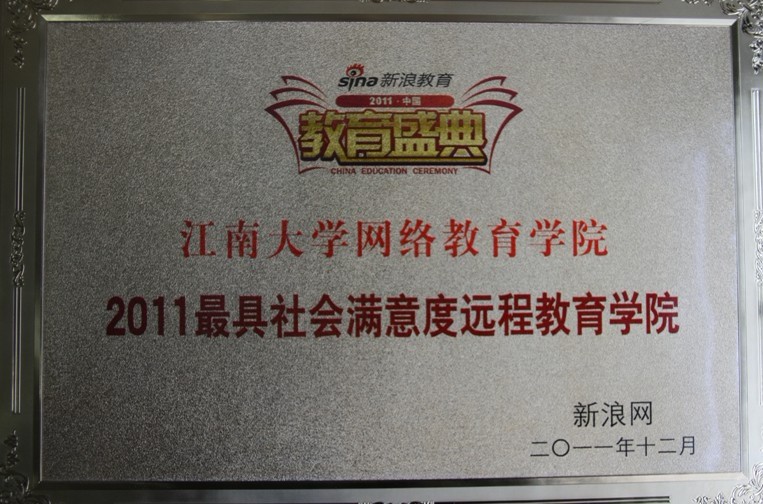 sina新浪教育
2011·中国
教育盛典
CHINA EDUCATION CEREMONY
江南大学网络教育学院
2011最具社会满意度远程教育学院
新浪网
二〇一一年十二月